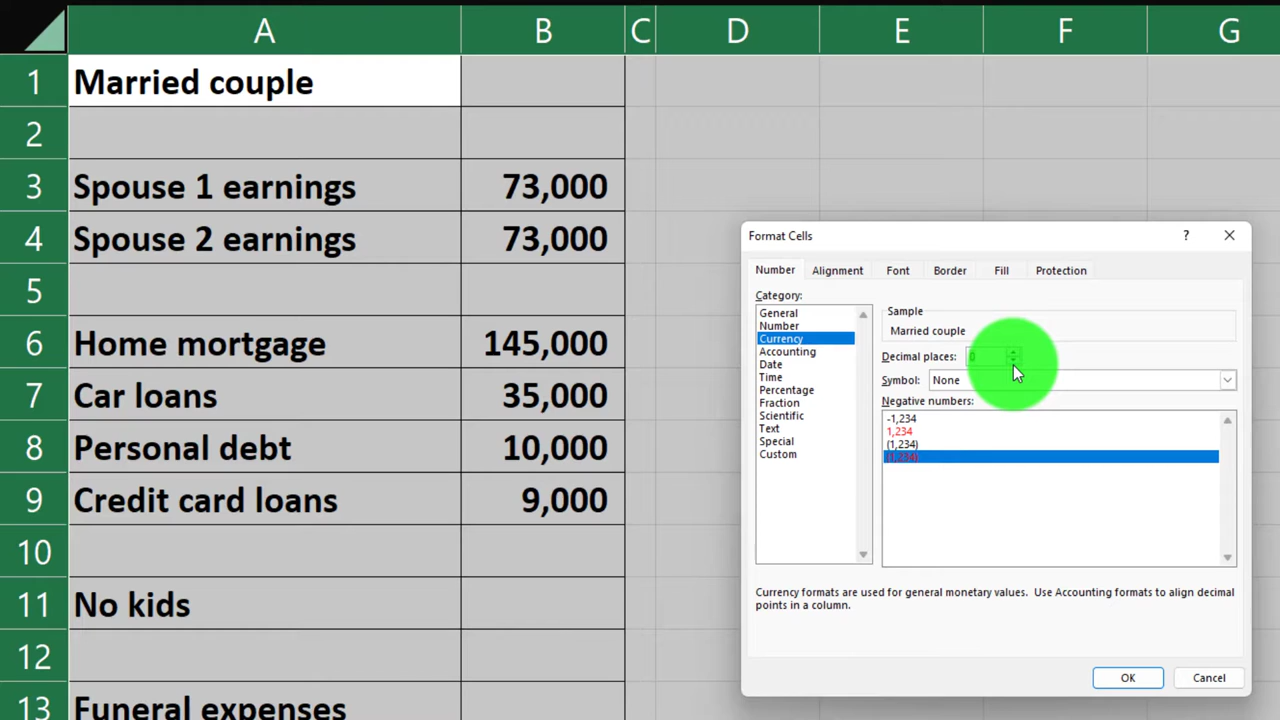 A B C D E F G
1 Married couple
2
3 Spouse 1 earnings 73,000
4 Spouse 2 earnings 73,000
5
6 Home mortgage 145,000
7 Car loans 35,000
8 Personal debt 10,000
9 Credit card loans 9,000
10
11 No kids
12
13 Funeral expenses
Format Cells ?
Number Alignment Font Border Fill Protection
Category:
General
Number
Currency
Accounting
Date
Time
Percentage
Fraction
Scientific
Text
Special
Custom
Sample
Married couple
Decimal places: 0
Symbol: None
Negative numbers:
-1,234
1,234
(1,234)
(1,234)
Currency formats are used for general monetary values. Use Accounting formats to align decimal
points in a column.
OK Cancel